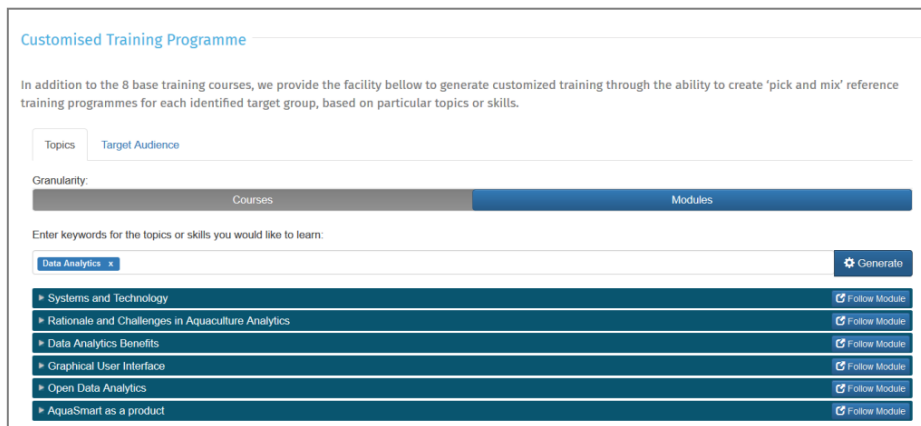 Customised Training Programme
In addition to the 8 base training courses, we provide the facility bellow to generate customized training through the ability to create ‘pick and mix’ reference
training programmes for each identified target group, based on particular topics or skills.
Topics Target Audience
Granularity:
Courses Modules
Enter keywords for the topics or skills you would like to learn:
Data Analytics x Generate
Systems and Technology Follow Module
Rationale and Challenges in Aquaculture Analytics Follow Module
Data Analytics Benefits Follow Module
Graphical User Interface Follow Module
Open Data Analytics Follow Module
AquaSmart as a product Follow Module